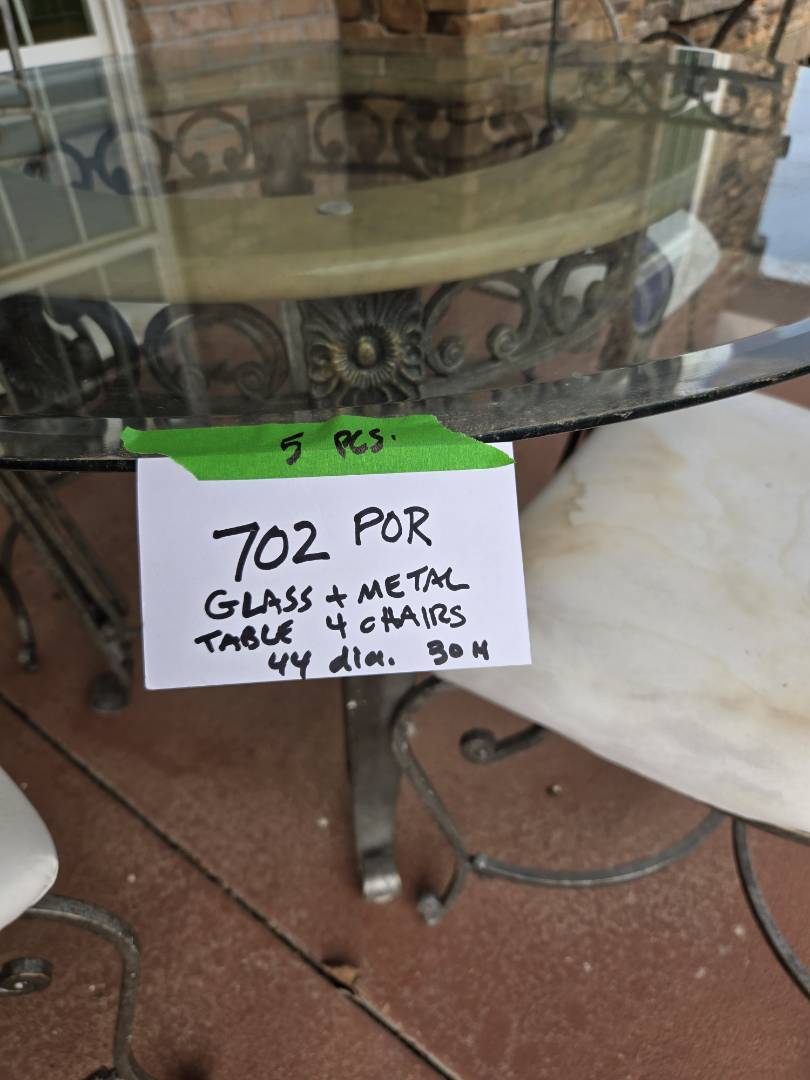 5 PCS.
702 POR
GLASS + METAL
TABLE 4 CHAIRS
44 dia. 30 H